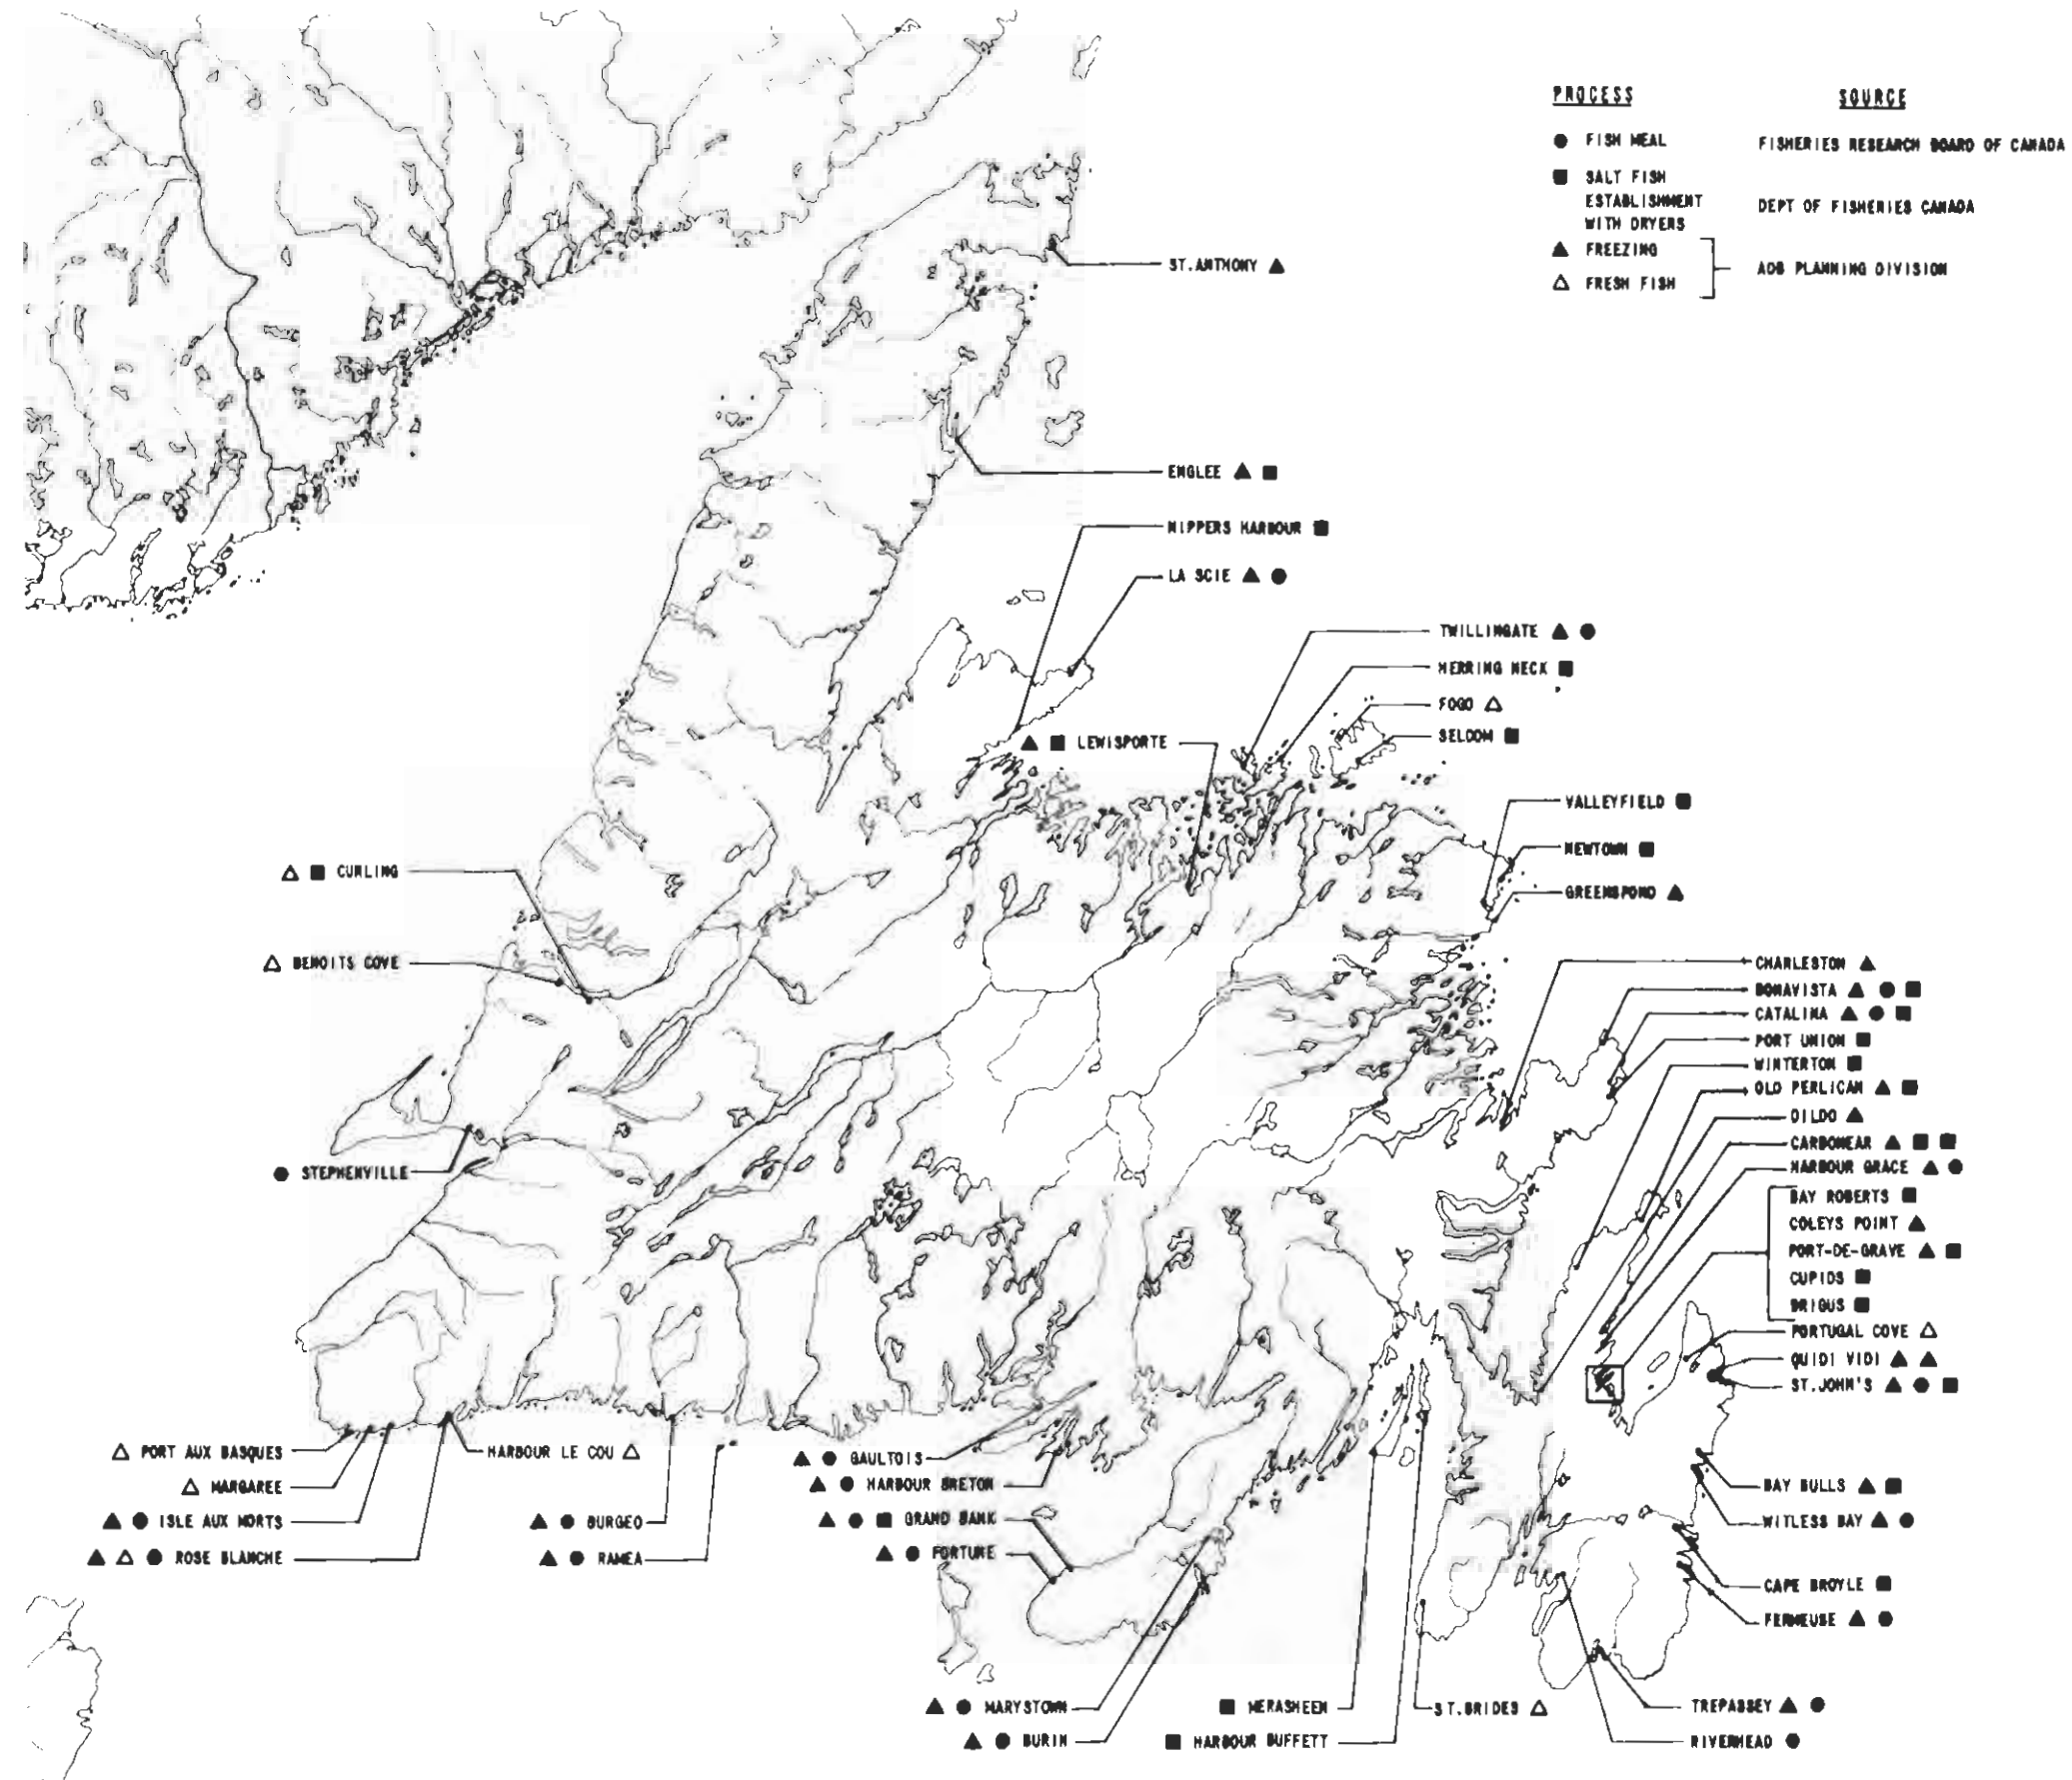 PROCESS
SOURCE
● FISH MEAL
FISHERIES RESEARCH BOARD OF CANADA
■ SALT FISH
ESTABLISHMENT
WITH DRYERS
DEPT OF FISHERIES CANADA
▲ FREEZING
△ FRESH FISH
ADB PLANNING DIVISION
ST. ANTHONY ▲
ENGLEE ▲ ■
NIPPERS HARBOUR ■
LA SCIE ▲ ●
TWILLINGATE ▲ ●
HERRING NECK ■
FOGO △
SELDOM ■
▲ ■ LEWISPORTE
VALLEYFIELD ■
NEWTOWN ■
GREENSPOND ▲
△ ■ CURLING
△ BENOITS COVE
● STEPHENVILLE
CHARLESTON ▲
BONAVISTA ▲ ● ■
CATALINA ▲ ● ■
PORT UNION ■
WINTERTON ■
OLD PERLICAN ▲ ■
DILDO ▲
CARBONEAR ▲ ■ ■
HARBOUR GRACE ▲ ●
BAY ROBERTS ■
COLEYS POINT ▲
PORT-DE-GRAVE ▲ ■
CUPIDS ■
BRIGUS ■
PORTUGAL COVE △
QUIDI VIDI ▲ ▲
ST. JOHN'S ▲ ● ■
BAY BULLS ▲ ■
WITLESS BAY ▲ ●
CAPE BROYLE ■
FERMEUSE ▲ ●
TREPASSEY ▲ ●
RIVERHEAD ●
△ PORT AUX BASQUES
HARBOUR LE COU △
△ MARGAREE
▲ ● ISLE AUX MORTS
▲ △ ● ROSE BLANCHE
▲ ● BURGEO
▲ ● RAMEA
▲ ● GAULTOIS
▲ ● HARBOUR BRETON
▲ ● ■ GRAND BANK
▲ ● FORTUNE
▲ ● MARYSTOWN
▲ ● BURIN
■ MERASHEEN
■ HARBOUR BUFFETT
ST. BRIDES △